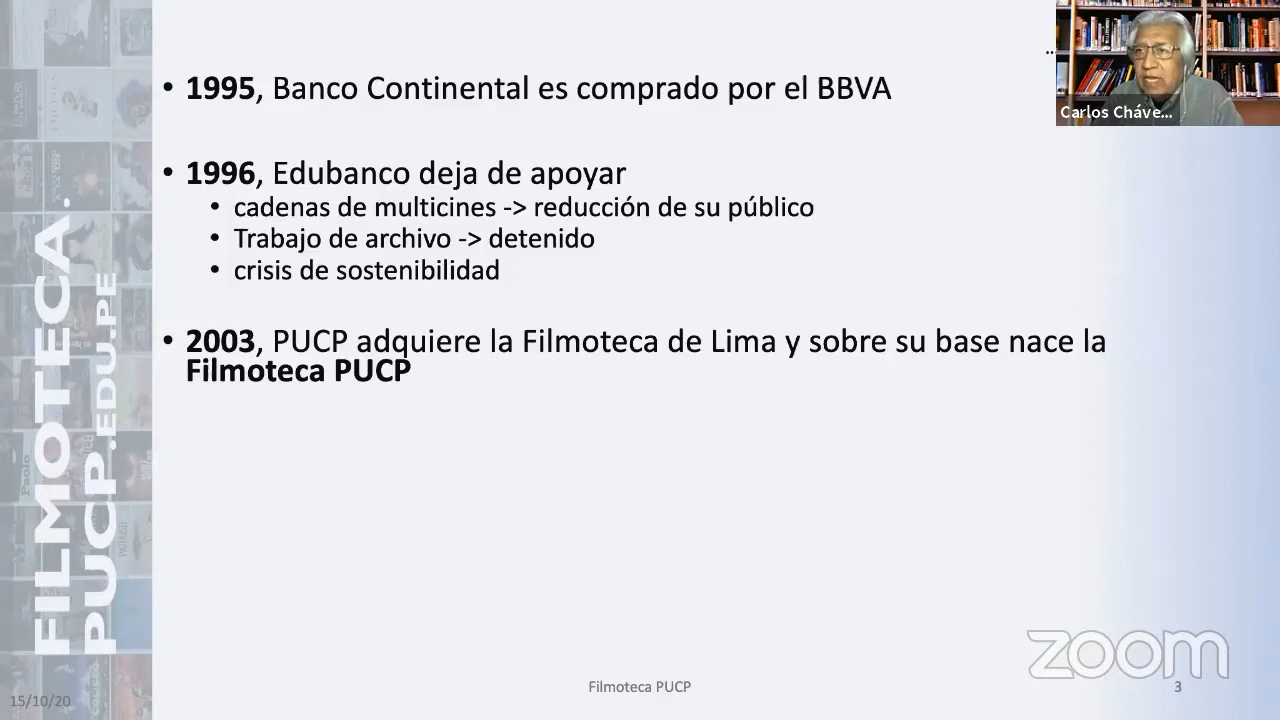 • 1995, Banco Continental es comprado por el BBVA
• 1996, Edubanco deja de apoyar
• cadenas de multicines -> reducción de su público
• Trabajo de archivo -> detenido
• crisis de sostenibilidad
• 2003, PUCP adquiere la Filmoteca de Lima y sobre su base nace la
Filmoteca PUCP
FILMOTECA.
PUCP.EDU.PE
Carlos Cháve...
zoom
15/10/20
Filmoteca PUCP
3